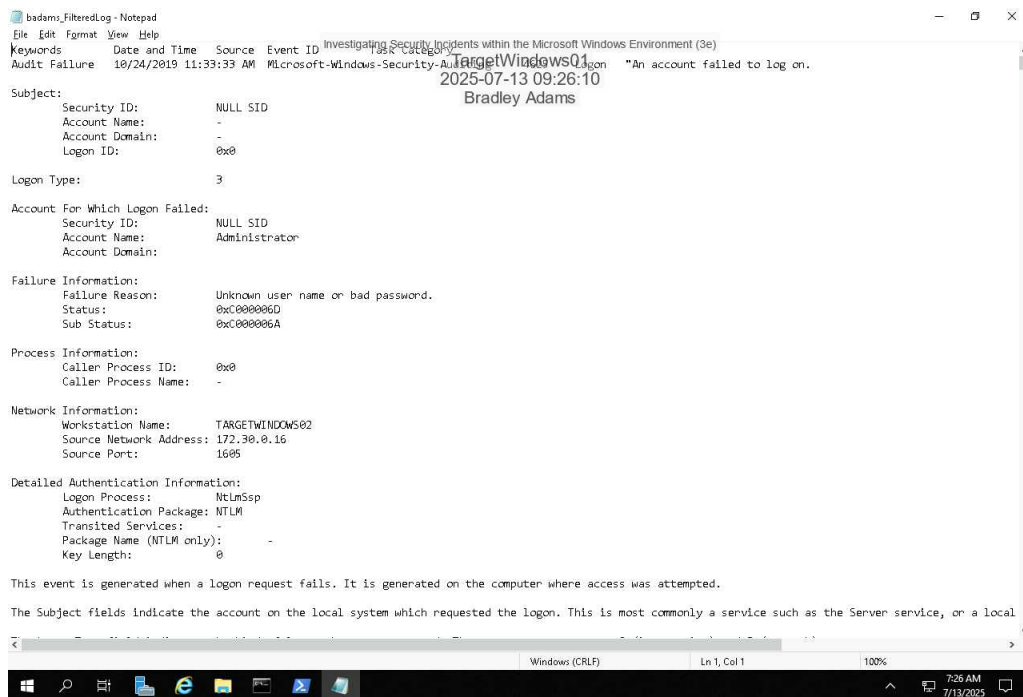 badams_FilteredLog - Notepad
File Edit Format View Help
Investigating Security Incidents within the Microsoft Windows Environment (3e)
TargetWindows01
2025-07-13 09:26:10
Bradley Adams
Keywords Date and Time Source Event ID Task Category
Audit Failure 10/24/2019 11:33:33 AM Microsoft-Windows-Security-Auditing 4625 Logon "An account failed to log on.
Subject:
Security ID: NULL SID
Account Name: -
Account Domain: -
Logon ID: 0x0
Logon Type: 3
Account For Which Logon Failed:
Security ID: NULL SID
Account Name: Administrator
Account Domain:
Failure Information:
Failure Reason: Unknown user name or bad password.
Status: 0xC000006D
Sub Status: 0xC000006A
Process Information:
Caller Process ID: 0x0
Caller Process Name: -
Network Information:
Workstation Name: TARGETWINDOWS02
Source Network Address: 172.30.0.16
Source Port: 1605
Detailed Authentication Information:
Logon Process: NtLmSsp
Authentication Package: NTLM
Transited Services: -
Package Name (NTLM only): -
Key Length: 0
This event is generated when a logon request fails. It is generated on the computer where access was attempted.
The Subject fields indicate the account on the local system which requested the logon. This is most commonly a service such as the Server service, or a local
Windows (CRLF) Ln 1, Col 1 100%
7:26 AM
7/13/2025